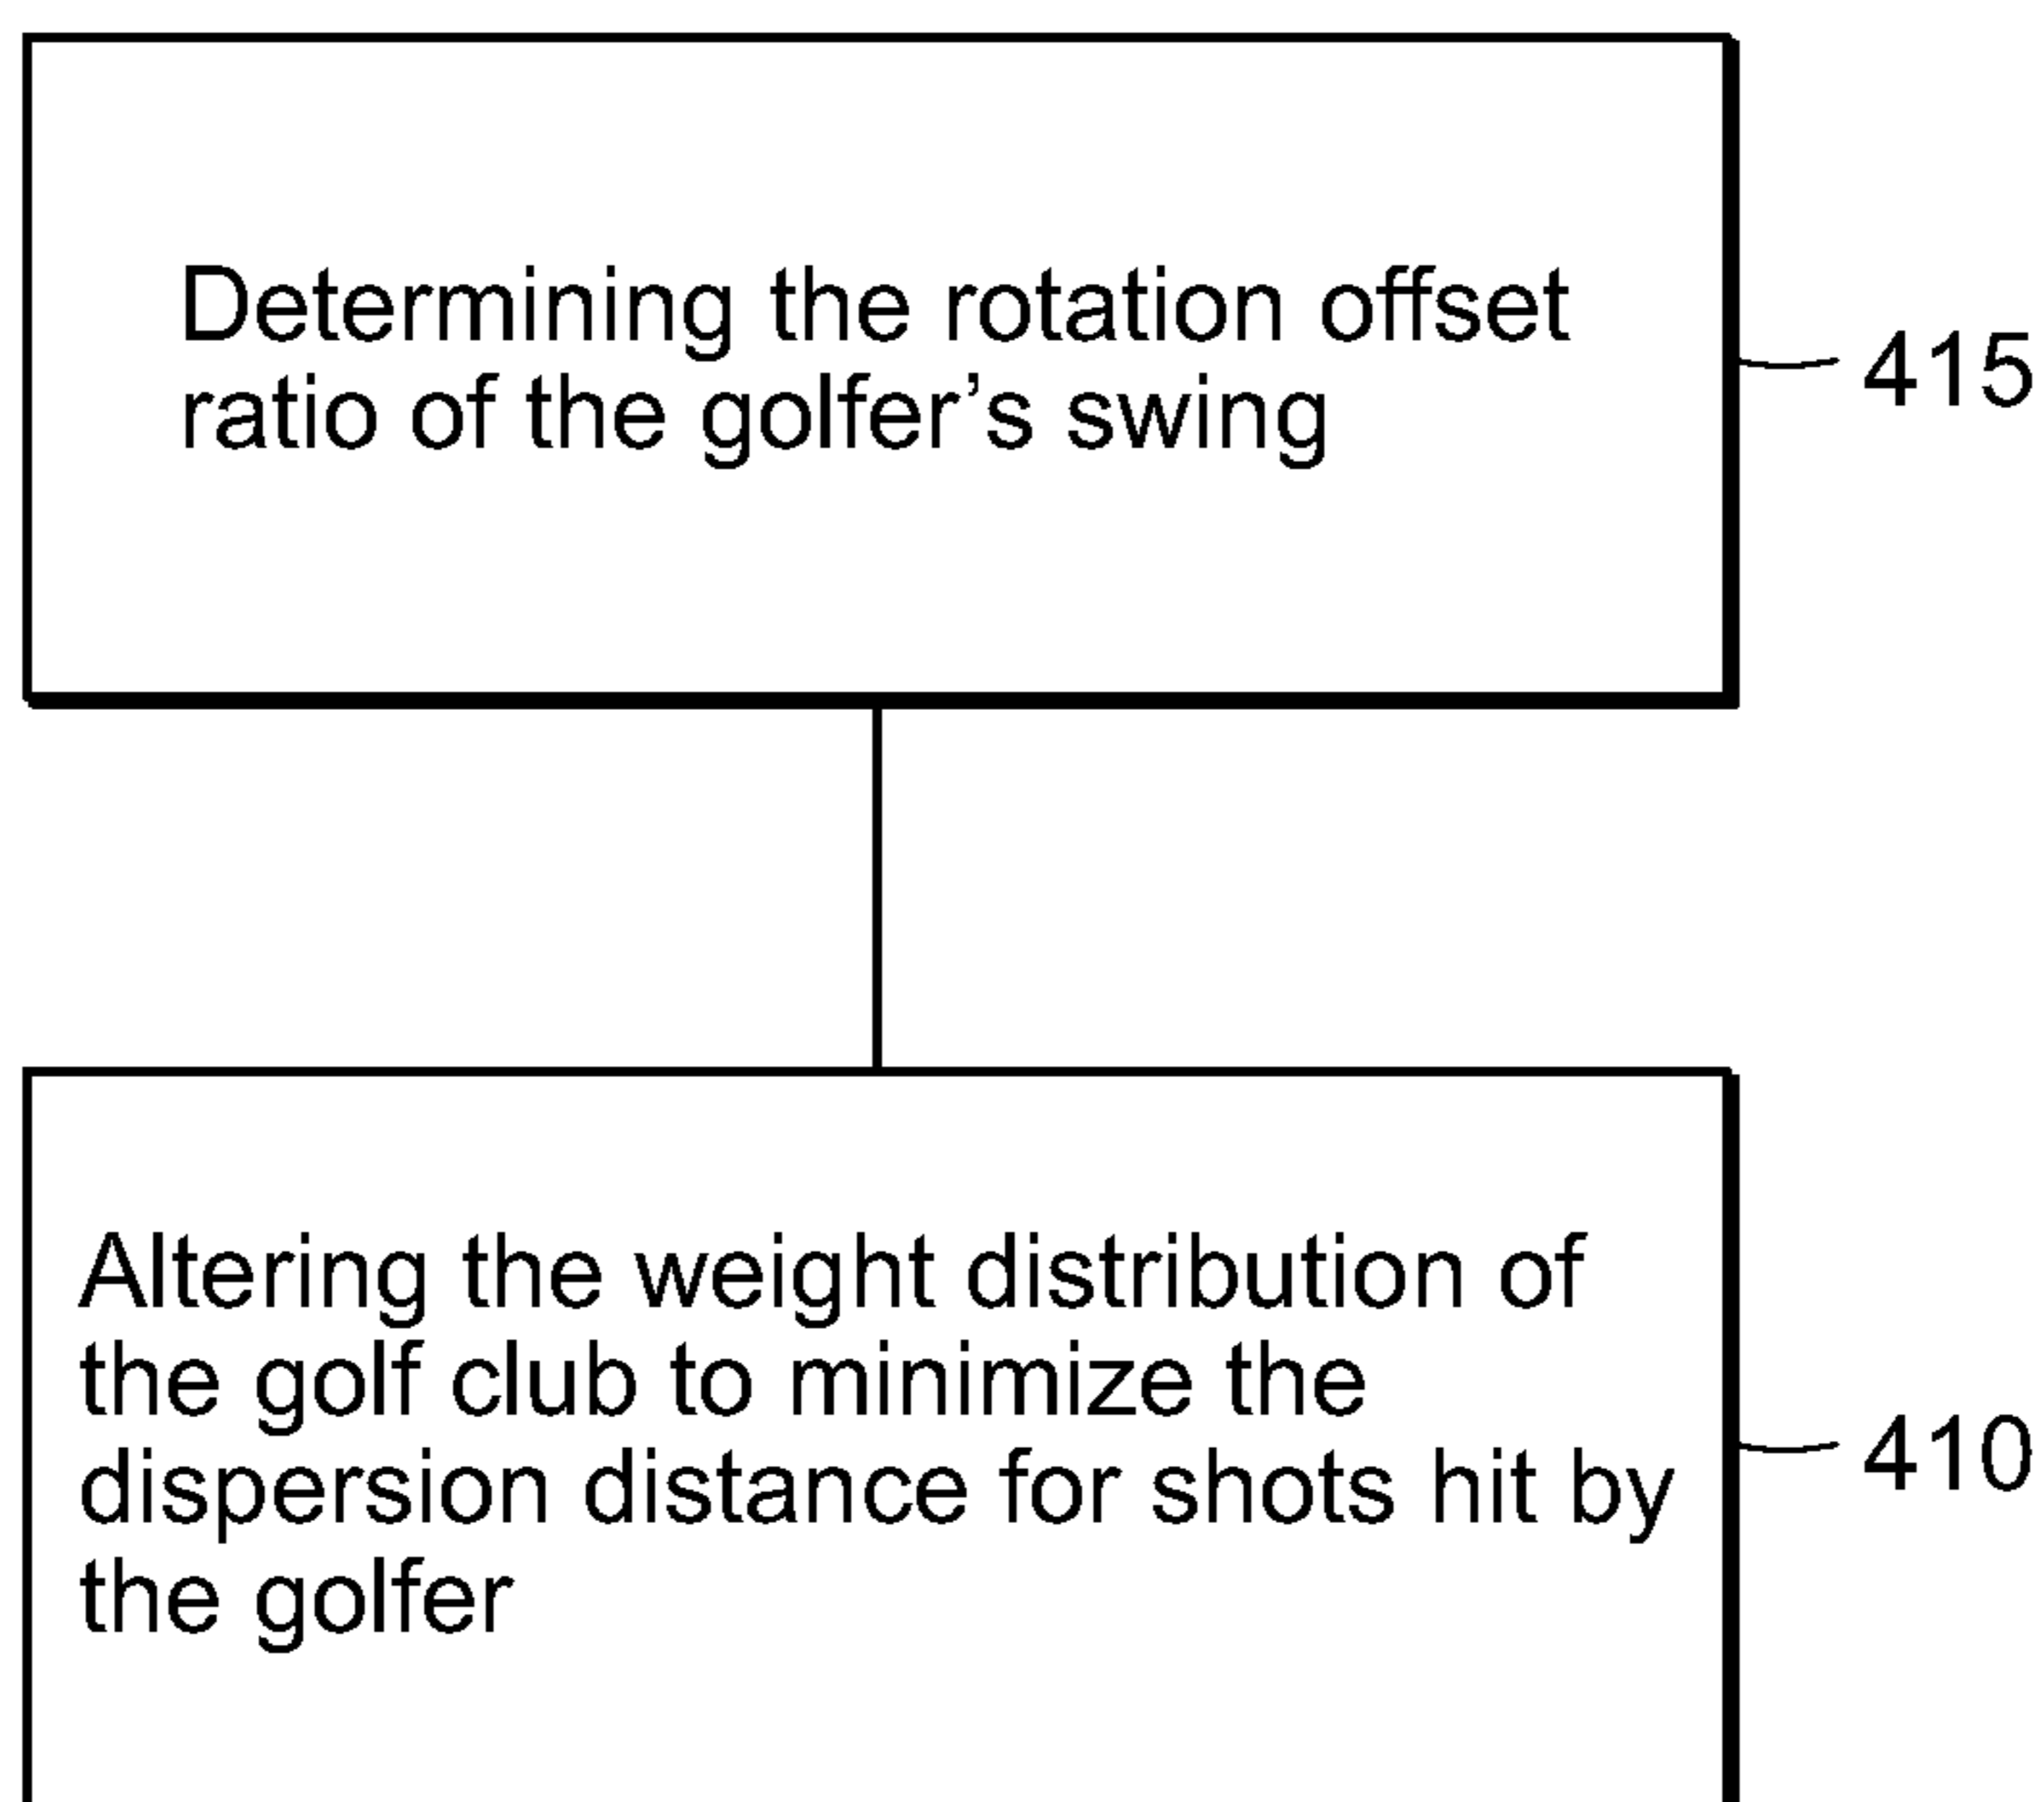 Determining the rotation offset
ratio of the golfer’s swing
415
Altering the weight distribution of
the golf club to minimize the
dispersion distance for shots hit by
the golfer
410